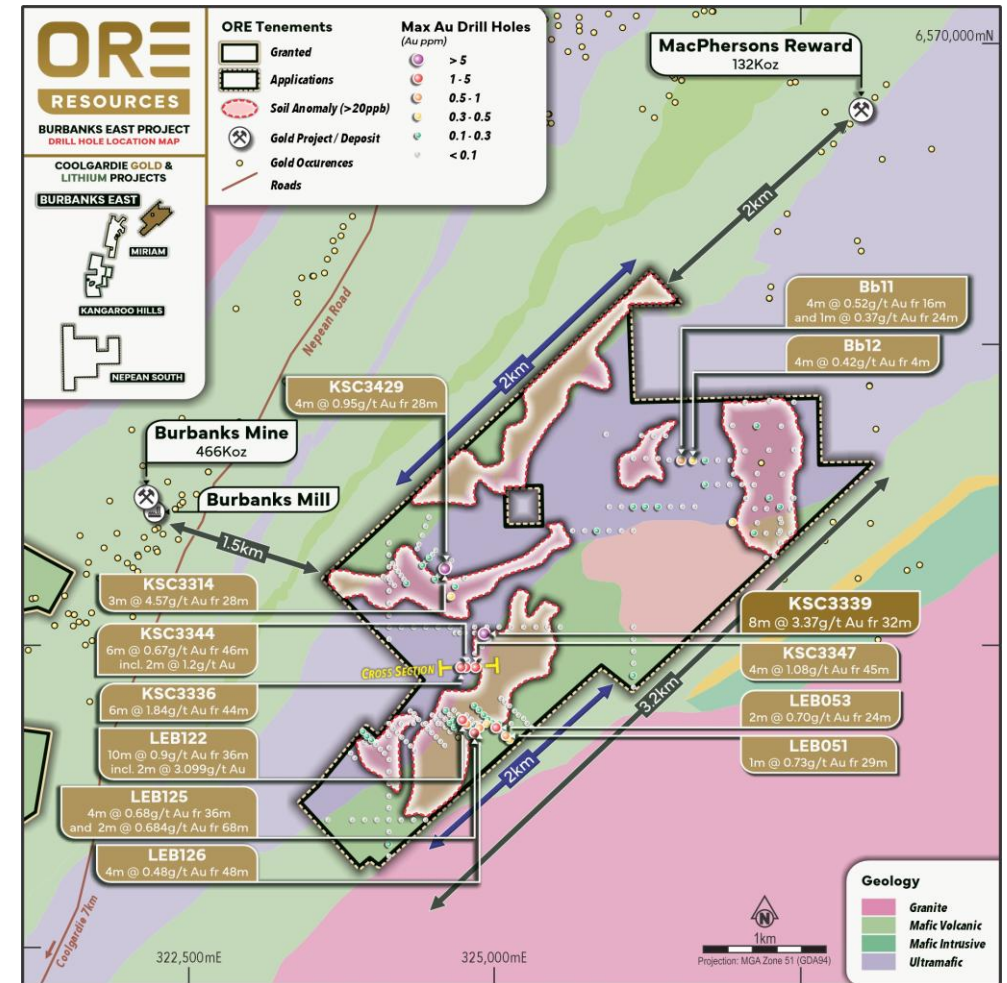 ORE
RESOURCES
BURBANKS EAST PROJECT
DRILL HOLE LOCATION MAP
COOLGARDIE GOLD &
LITHIUM PROJECTS
BURBANKS EAST
MIRIAM
KANGAROO HILLS
NEPEAN SOUTH
ORE Tenements
Granted
Applications
Soil Anomaly (>20ppb)
Gold Project / Deposit
Gold Occurences
Roads
Max Au Drill Holes
(Au ppm)
> 5
1 - 5
0.5 - 1
0.3 - 0.5
0.1 - 0.3
< 0.1
6,570,000mN
MacPhersons Reward
132Koz
2km
Nepean Road
Bb11
4m @ 0.52g/t Au fr 16m
and 1m @ 0.37g/t Au fr 24m
Bb12
4m @ 0.42g/t Au fr 4m
2km
KSC3429
4m @ 0.95g/t Au fr 28m
Burbanks Mine
466Koz
Burbanks Mill
1.5km
KSC3314
3m @ 4.57g/t Au fr 28m
KSC3344
6m @ 0.67g/t Au fr 46m
incl. 2m @ 1.2g/t Au
CROSS SECTION
KSC3336
6m @ 1.84g/t Au fr 44m
LEB122
10m @ 0.9g/t Au fr 36m
incl. 2m @ 3.099g/t Au
LEB125
4m @ 0.68g/t Au fr 36m
and 2m @ 0.684g/t Au fr 68m
LEB126
4m @ 0.48g/t Au fr 48m
KSC3339
8m @ 3.37g/t Au fr 32m
KSC3347
4m @ 1.08g/t Au fr 45m
LEB053
2m @ 0.70g/t Au fr 24m
LEB051
1m @ 0.73g/t Au fr 29m
3.2km
2km
Coolgardie 7km
322,500mE
325,000mE
N
1km
Projection: MGA Zone 51 (GDA94)
Geology
Granite
Mafic Volcanic
Mafic Intrusive
Ultramafic